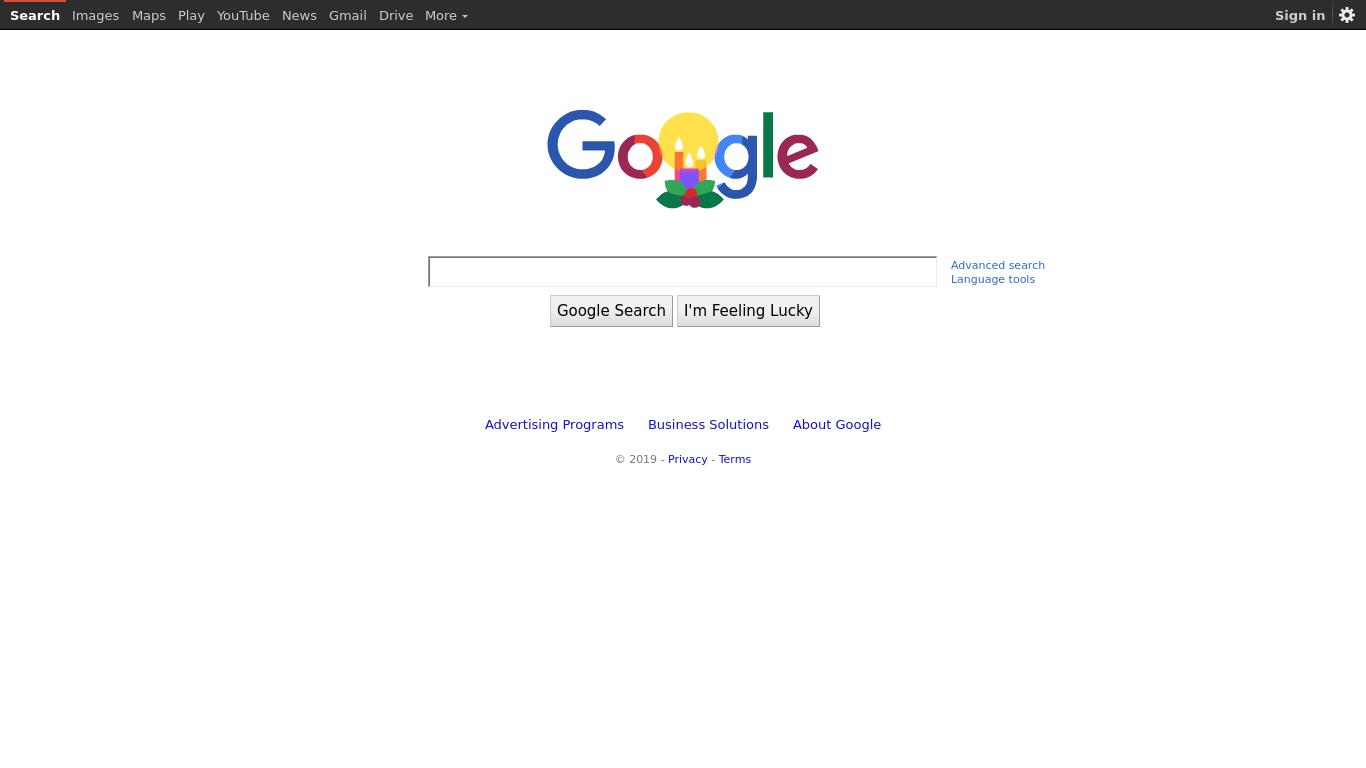 Search Images Maps Play YouTube News Gmail Drive More Sign in
Google
Advanced search
Language tools
Google Search I'm Feeling Lucky
Advertising Programs Business Solutions About Google
© 2019 - Privacy - Terms